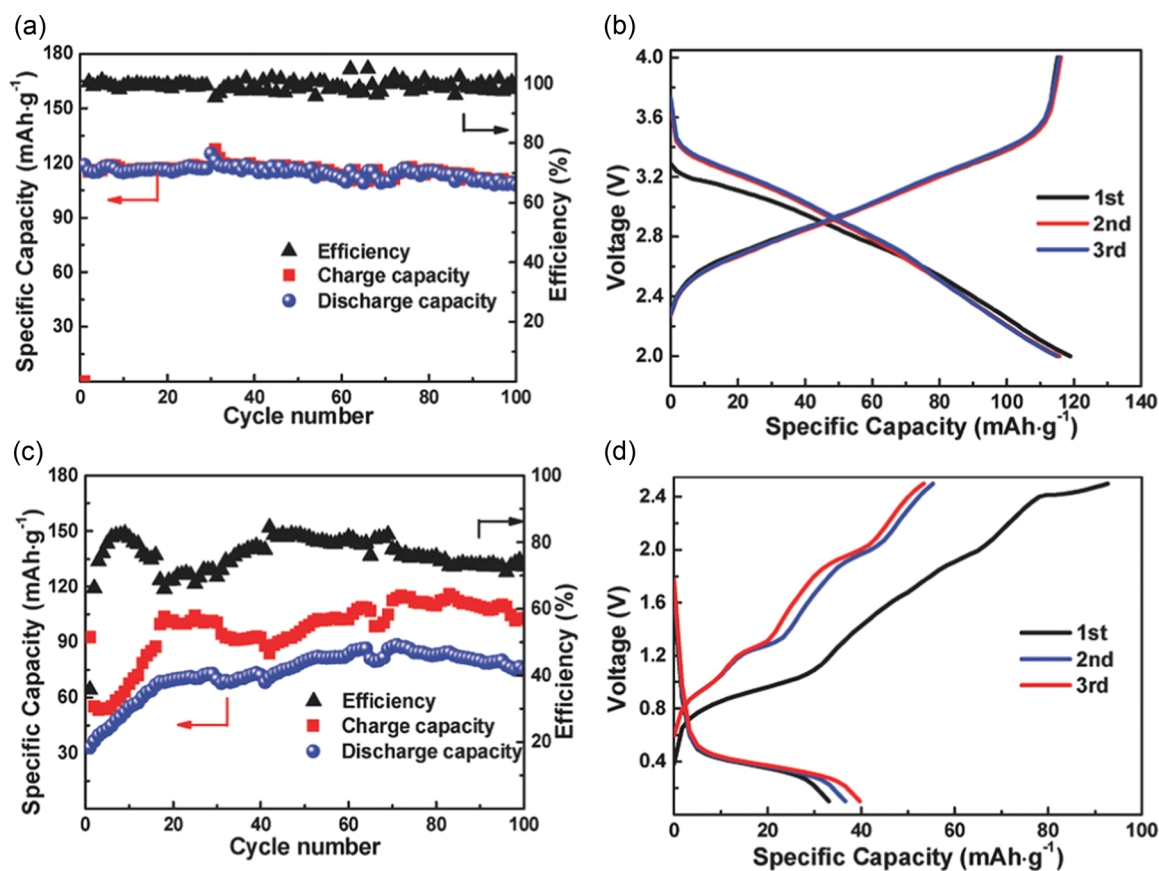 (a)
180
150
120
90
60
30
0 20 40 60 80 100
100
80
60
40
20
Specific Capacity (mAh·g-1)
Efficiency (%)
Cycle number
Efficiency
Charge capacity
Discharge capacity
(b)
4.0
3.6
3.2
2.8
2.4
2.0
0 20 40 60 80 100 120 140
Voltage (V)
Specific Capacity (mAh·g-1)
1st
2nd
3rd
(c)
180
150
120
90
60
30
0 20 40 60 80 100
100
80
60
40
20
0
Specific Capacity (mAh·g-1)
Efficiency (%)
Cycle number
Efficiency
Charge capacity
Discharge capacity
(d)
2.4
2.0
1.6
1.2
0.8
0.4
0 20 40 60 80 100
Voltage (V)
Specific Capacity (mAh·g-1)
1st
2nd
3rd